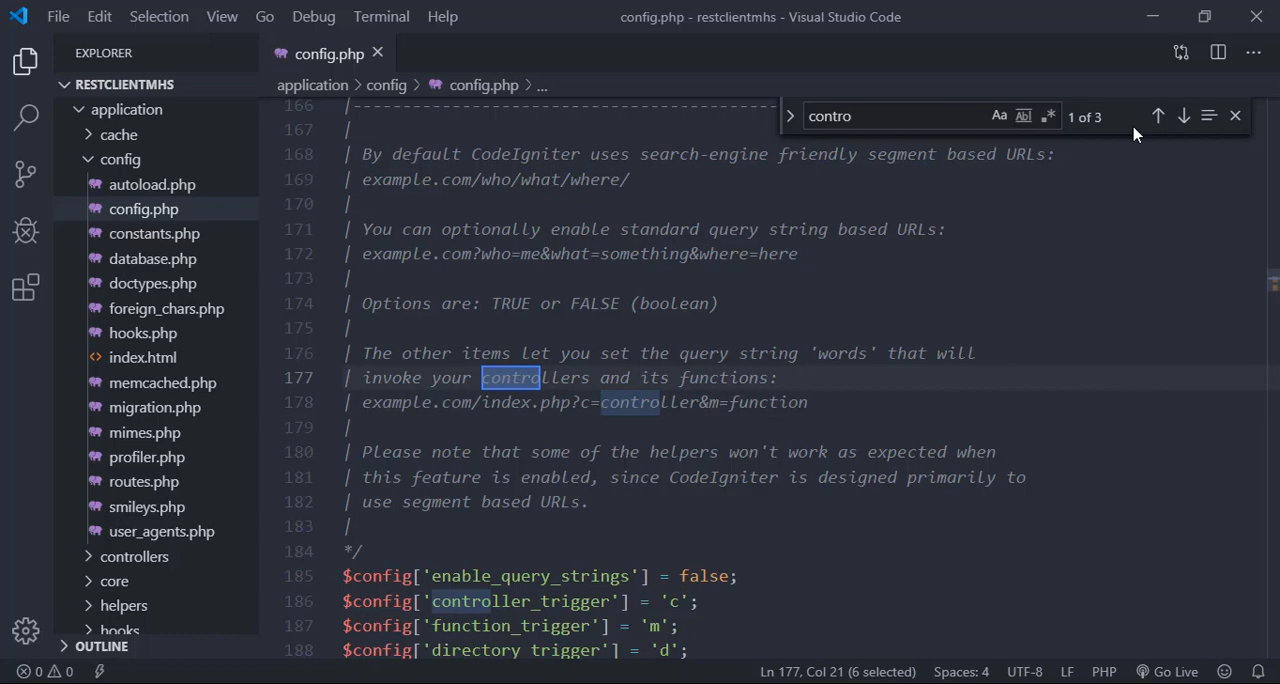 File Edit Selection View Go Debug Terminal Help config.php - restclientmhs - Visual Studio Code
EXPLORER
RESTCLIENTMHS
application
cache
config
autoload.php
config.php
constants.php
database.php
doctypes.php
foreign_chars.php
hooks.php
index.html
memcached.php
migration.php
mimes.php
profiler.php
routes.php
smileys.php
user_agents.php
controllers
core
helpers
hooks
OUTLINE
config.php
application > config > config.php > ...
contro Aa Abl .* 1 of 3
166 |---------------------------------------
167 |
168 | By default CodeIgniter uses search-engine friendly segment based URLs:
169 | example.com/who/what/where/
170 |
171 | You can optionally enable standard query string based URLs:
172 | example.com?who=me&what=something&where=here
173 |
174 | Options are: TRUE or FALSE (boolean)
175 |
176 | The other items let you set the query string 'words' that will
177 | invoke your controllers and its functions:
178 | example.com/index.php?c=controller&m=function
179 |
180 | Please note that some of the helpers won't work as expected when
181 | this feature is enabled, since CodeIgniter is designed primarily to
182 | use segment based URLs.
183 |
184 */
185 $config['enable_query_strings'] = false;
186 $config['controller_trigger'] = 'c';
187 $config['function_trigger'] = 'm';
188 $config['directory_trigger'] = 'd';
0 0 Ln 177, Col 21 (6 selected) Spaces: 4 UTF-8 LF PHP Go Live